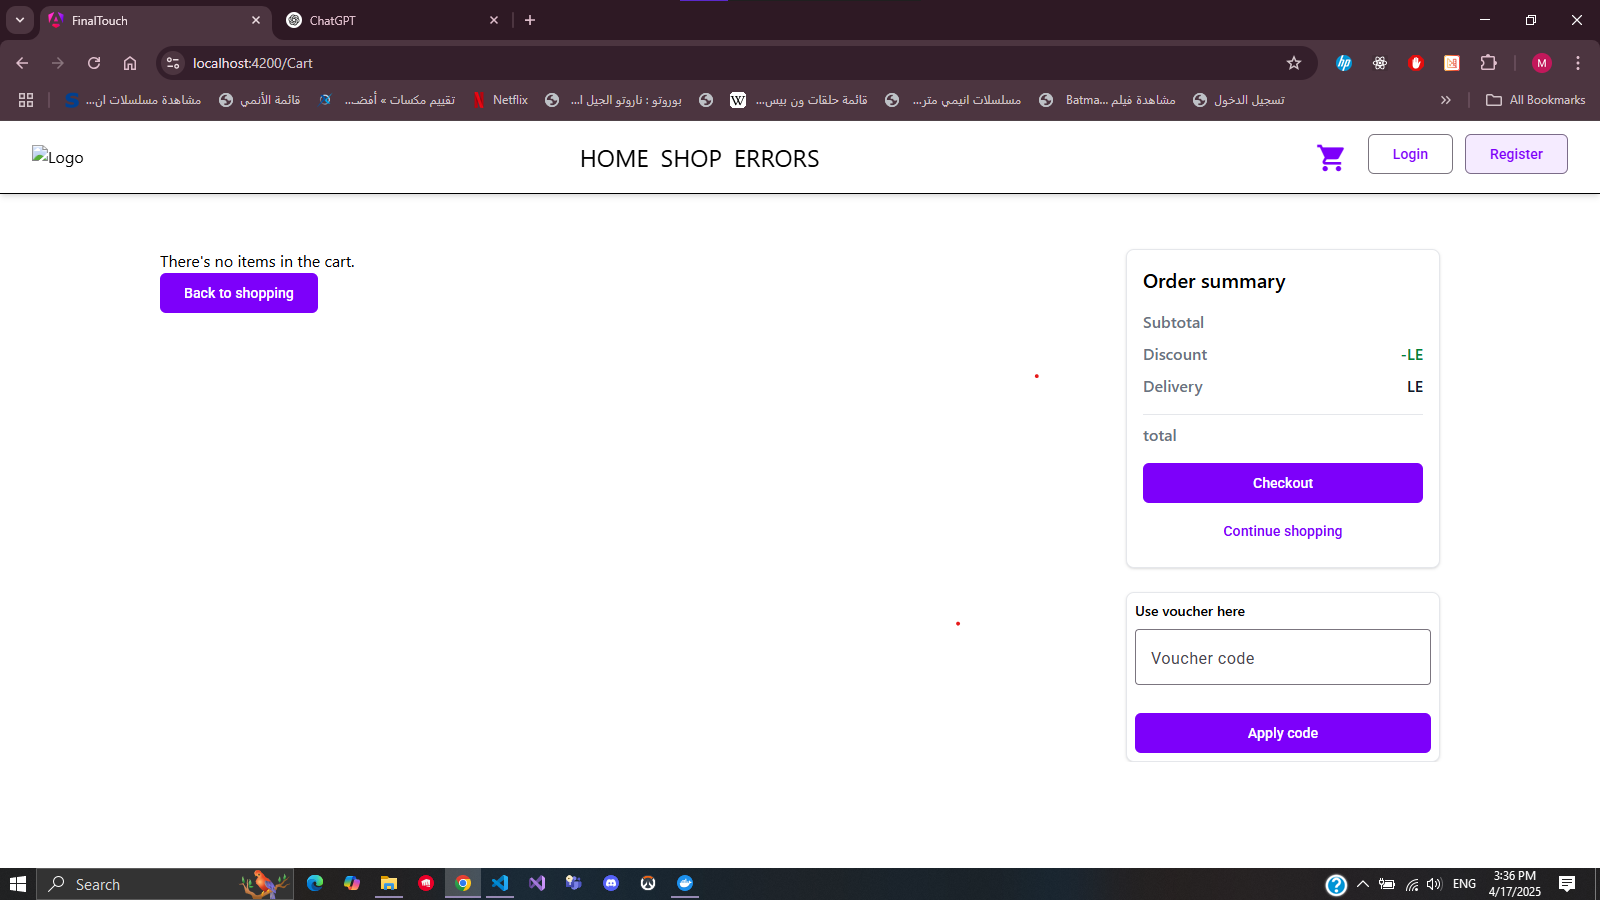 FinalTouch
ChatGPT
localhost:4200/Cart
مشاهدة مسلسلات ان...
قائمة الأنمي
تقييم مكسات » أفضـ...
Netflix
بوروتو : ناروتو الجيل ا...
قائمة حلقات ون بيس...
مسلسلات انيمي متر...
مشاهدة فيلم Batma...
تسجيل الدخول
All Bookmarks
Logo
HOME SHOP ERRORS
Login
Register
There's no items in the cart.
Back to shopping
Order summary
Subtotal
Discount -LE
Delivery LE
total
Checkout
Continue shopping
Use voucher here
Voucher code
Apply code
Search
ENG
3:36 PM
4/17/2025